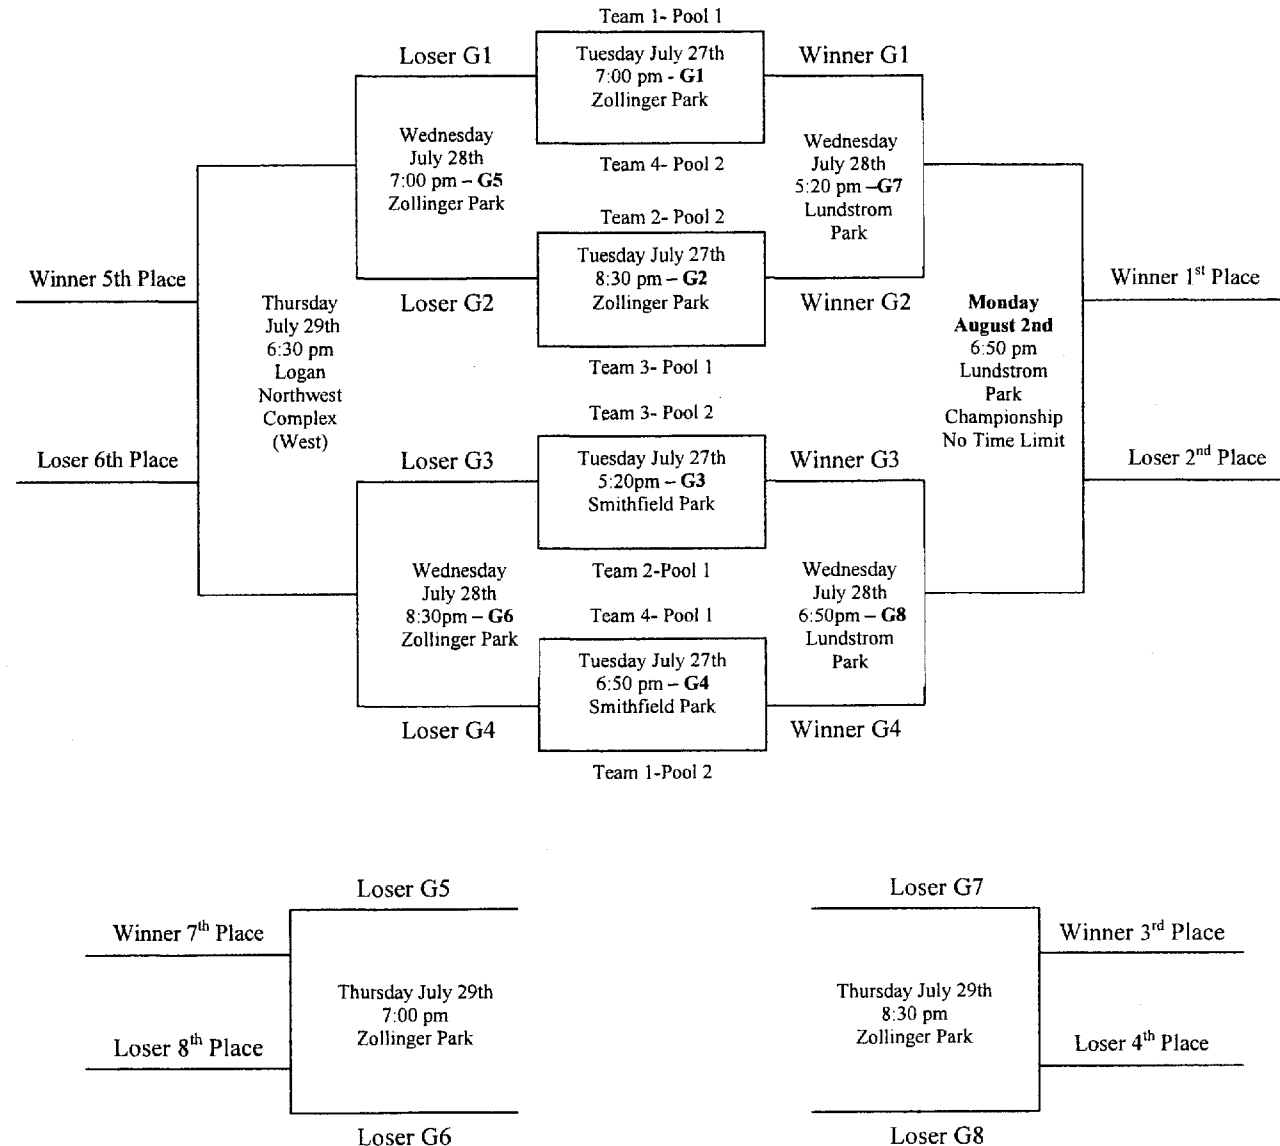 Team 1- Pool 1
Loser G1
Tuesday July 27th
7:00 pm - G1
Zollinger Park
Winner G1
Team 4- Pool 2
Wednesday
July 28th
7:00 pm – G5
Zollinger Park
Wednesday
July 28th
5:20 pm –G7
Lundstrom
Park
Team 2- Pool 2
Tuesday July 27th
8:30 pm – G2
Zollinger Park
Loser G2
Winner G2
Team 3- Pool 1
Winner 5th Place
Loser 6th Place
Thursday
July 29th
6:30 pm
Logan
Northwest
Complex
(West)
Monday
August 2nd
6:50 pm
Lundstrom
Park
Championship
No Time Limit
Winner 1st Place
Loser 2nd Place
Team 3- Pool 2
Loser G3
Tuesday July 27th
5:20pm – G3
Smithfield Park
Winner G3
Team 2-Pool 1
Wednesday
July 28th
8:30pm – G6
Zollinger Park
Wednesday
July 28th
6:50pm – G8
Lundstrom
Park
Team 4- Pool 1
Tuesday July 27th
6:50 pm – G4
Smithfield Park
Loser G4
Winner G4
Team 1-Pool 2
Loser G5
Winner 7th Place
Thursday July 29th
7:00 pm
Zollinger Park
Loser 8th Place
Loser G6
Loser G7
Winner 3rd Place
Thursday July 29th
8:30 pm
Zollinger Park
Loser 4th Place
Loser G8